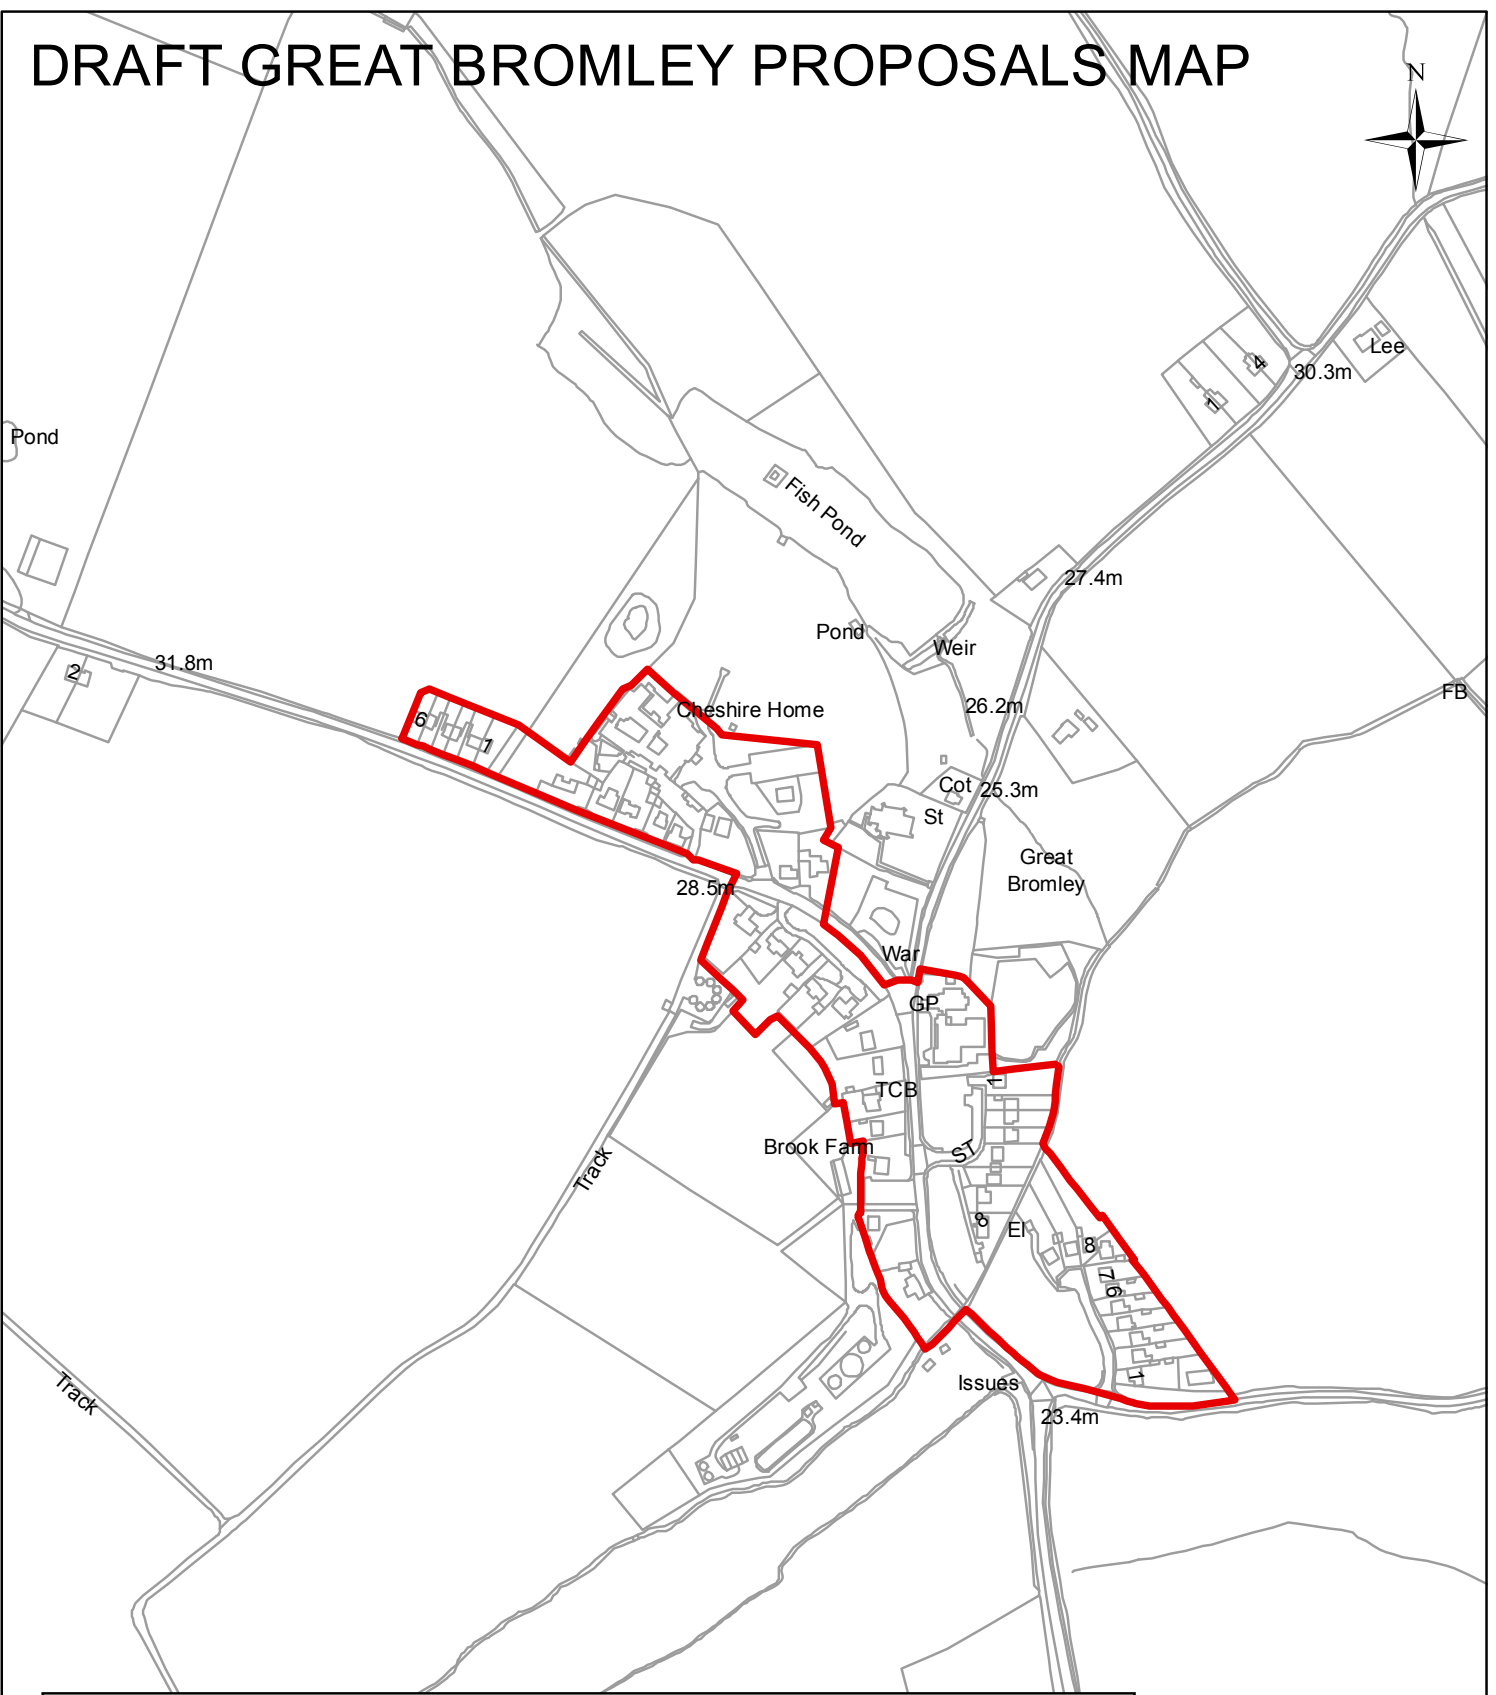 DRAFT GREAT BROMLEY PROPOSALS MAP
N
Lee
4
30.3m
1
Pond
Fish Pond
27.4m
Pond
Weir
31.8m
2
FB
26.2m
Cheshire Home
6
1
Cot
25.3m
St
Great
Bromley
28.5m
War
GP
1
TCB
Brook Farm
ST
Track
8
El
8
7
6
1
Issues
Track
23.4m